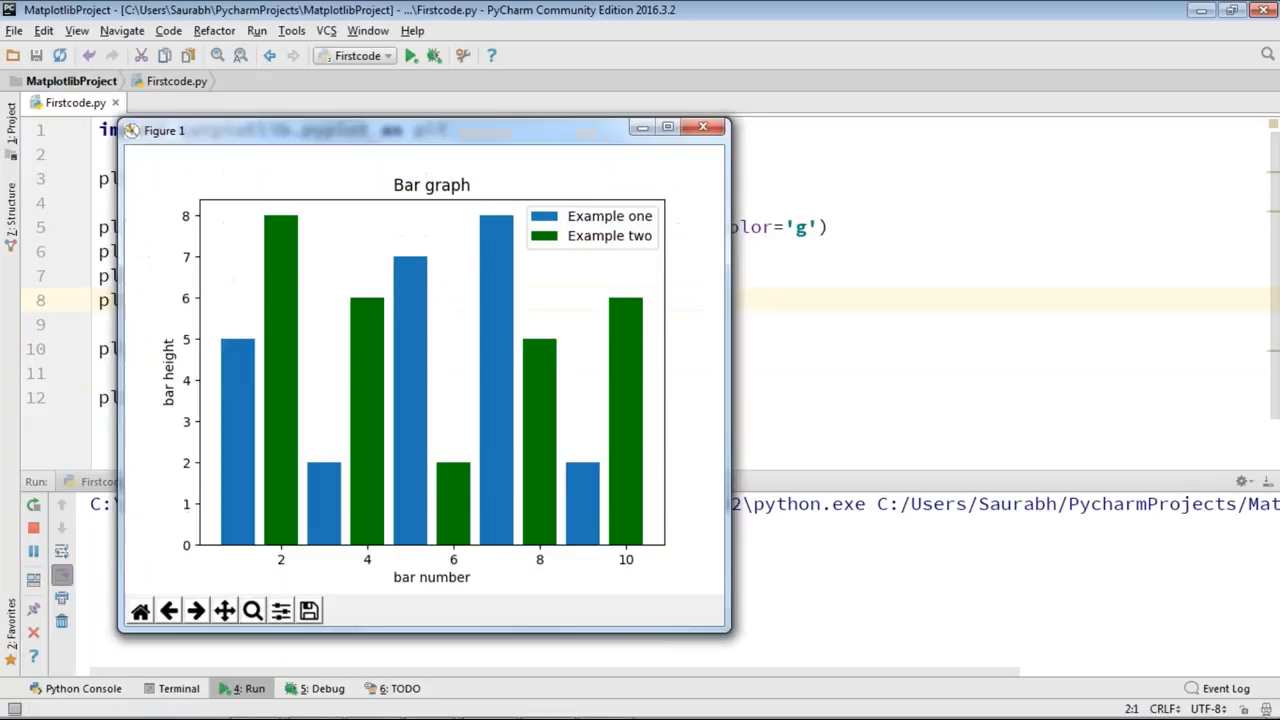 MatplotlibProject - [C:\Users\Saurabh\PycharmProjects\MatplotlibProject] - ...\Firstcode.py - PyCharm Community Edition 2016.3.2
File Edit View Navigate Code Refactor Run Tools VCS Window Help
Firstcode
MatplotlibProject Firstcode.py
Firstcode.py
1: Project
Z: Structure
2: Favorites
1 im
Figure 1
2
3 pl
4
5 pl olor='g')
6 pl
7 pl
8 pl
9
10 pl
11
12 pl
Bar graph
Example one
Example two
8
7
6
5
4
3
2
1
0
bar height
2 4 6 8 10
bar number
Run: Firstcod
C:\ 2\python.exe C:/Users/Saurabh/PycharmProjects/Mat
Python Console Terminal 4: Run 5: Debug 6: TODO Event Log
2:1 CRLF÷ UTF-8÷